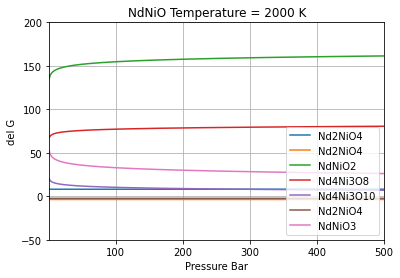 NdNiO Temperature = 2000 K
del G
200
150
100
50
0
−50
100
200
300
400
500
Pressure Bar
Nd2NiO4
Nd2NiO4
NdNiO2
Nd4Ni3O8
Nd4Ni3O10
Nd2NiO4
NdNiO3